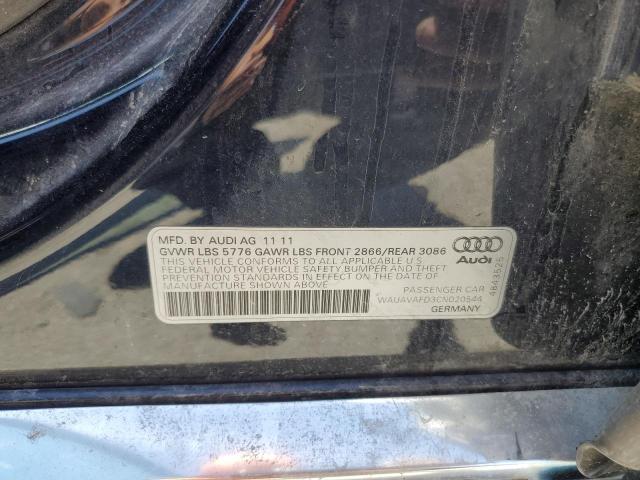 MFD. BY AUDI AG 11 11
GVWR LBS 5776 GAWR LBS FRONT 2866/REAR 3086
THIS VEHICLE CONFORMS TO ALL APPLICABLE U.S.
FEDERAL MOTOR VEHICLE SAFETY BUMPER AND THEFT
PREVENTION STANDARDS IN EFFECT ON THE DATE OF
MANUFACTURE SHOWN ABOVE
PASSENGER CAR
WAUAVAFD3CN020544
GERMANY
Audi
4843525